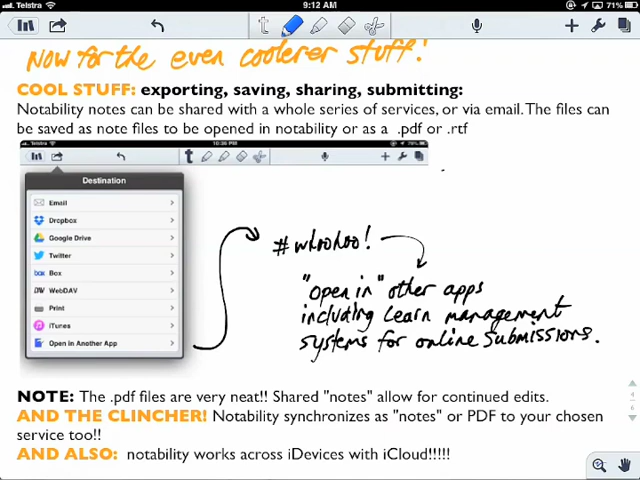 Telstra 9:12 AM 71%
t
Now for the even coolerer stuff!
COOL STUFF: exporting, saving, sharing, submitting:
Notability notes can be shared with a whole series of services, or via email. The files can
be saved as note files to be opened in notability or as a .pdf or .rtf
t
Destination
Email
Dropbox
Google Drive
Twitter
Box
WebDAV
Print
iTunes
Open in Another App
#whoohoo!
"open in" other apps
including learn management
systems for online submissions.
NOTE: The .pdf files are very neat!! Shared "notes" allow for continued edits.
AND THE CLINCHER! Notability synchronizes as "notes" or PDF to your chosen
service too!!
AND ALSO: notability works across iDevices with iCloud!!!!!
4
6